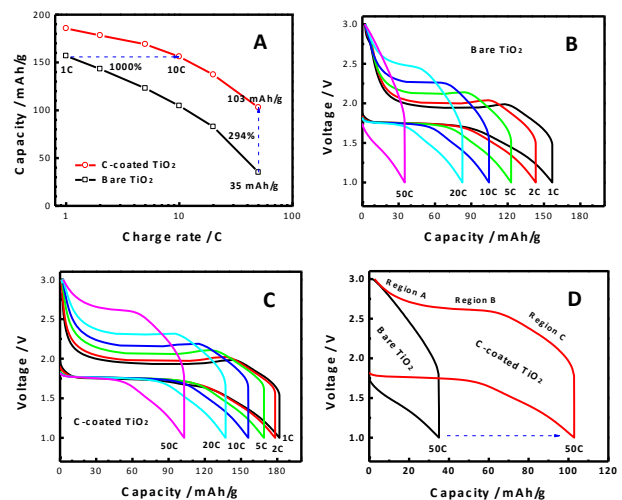 200
150
100
50
0
Capacity / mAh/g
A
1C
1000%
10C
103 mAh/g
294%
35 mAh/g
C-coated TiO2
Bare TiO2
1
10
100
Charge rate / C
3.0
2.5
2.0
1.5
1.0
Voltage / V
Bare TiO2
B
50C
20C
10C
5C
2C
1C
0
30
60
90
120
150
180
Capacity / mAh/g
3.0
2.5
2.0
1.5
1.0
Voltage / V
C
C-coated TiO2
50C
20C
10C
5C
2C
1C
0
30
60
90
120
150
180
Capacity / mAh/g
3.0
2.5
2.0
1.5
1.0
Voltage / V
D
Region A
Region B
Region C
Bare TiO2
C-coated TiO2
50C
50C
0
20
40
60
80
100
120
Capacity / mAh/g